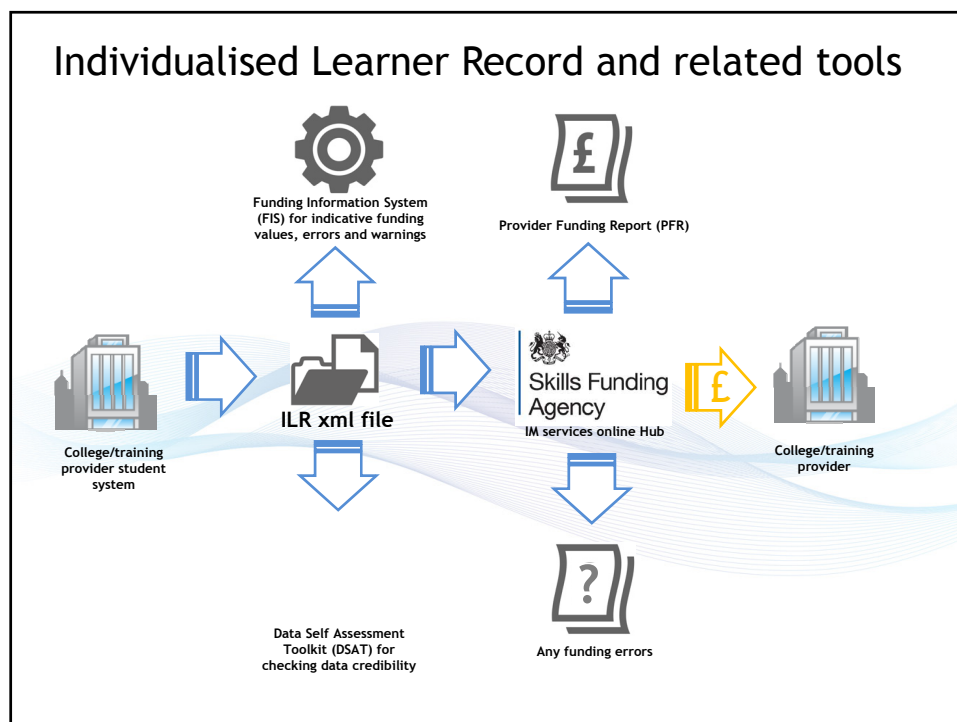 Individualised Learner Record and related tools
£
Funding Information System
(FIS) for indicative funding
values, errors and warnings
Provider Funding Report (PFR)
Skills Funding
Agency
£
ILR xml file
IM services online Hub
College/training
provider student
system
College/training
provider
?
Data Self Assessment
Toolkit (DSAT) for
checking data credibility
Any funding errors